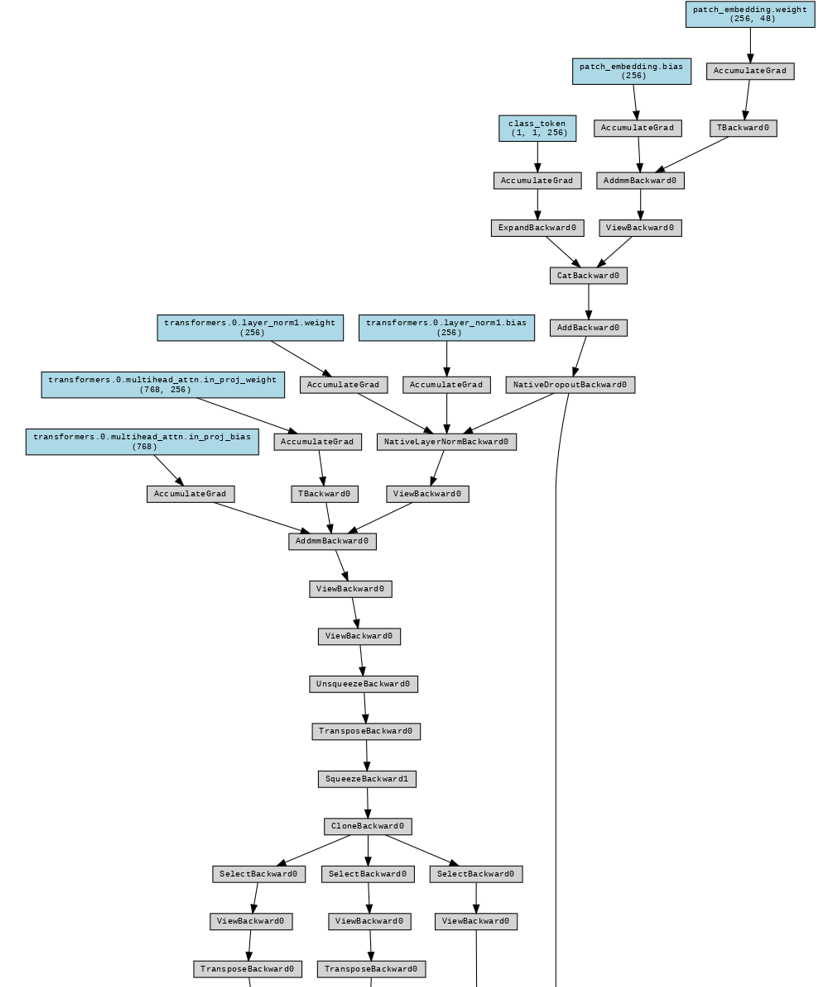 patch_embedding.weight
(256, 48)
patch_embedding.bias
(256)
AccumulateGrad
class_token
(1, 1, 256)
AccumulateGrad
TBackward0
AccumulateGrad
AddmmBackward0
ExpandBackward0
ViewBackward0
CatBackward0
transformers.0.layer_norm1.weight
(256)
transformers.0.layer_norm1.bias
(256)
AddBackward0
transformers.0.multihead_attn.in_proj_weight
(768, 256)
AccumulateGrad
AccumulateGrad
NativeDropoutBackward0
transformers.0.multihead_attn.in_proj_bias
(768)
AccumulateGrad
NativeLayerNormBackward0
AccumulateGrad
TBackward0
ViewBackward0
AddmmBackward0
ViewBackward0
ViewBackward0
UnsqueezeBackward0
TransposeBackward0
SqueezeBackward1
CloneBackward0
SelectBackward0
SelectBackward0
SelectBackward0
ViewBackward0
ViewBackward0
ViewBackward0
TransposeBackward0
TransposeBackward0